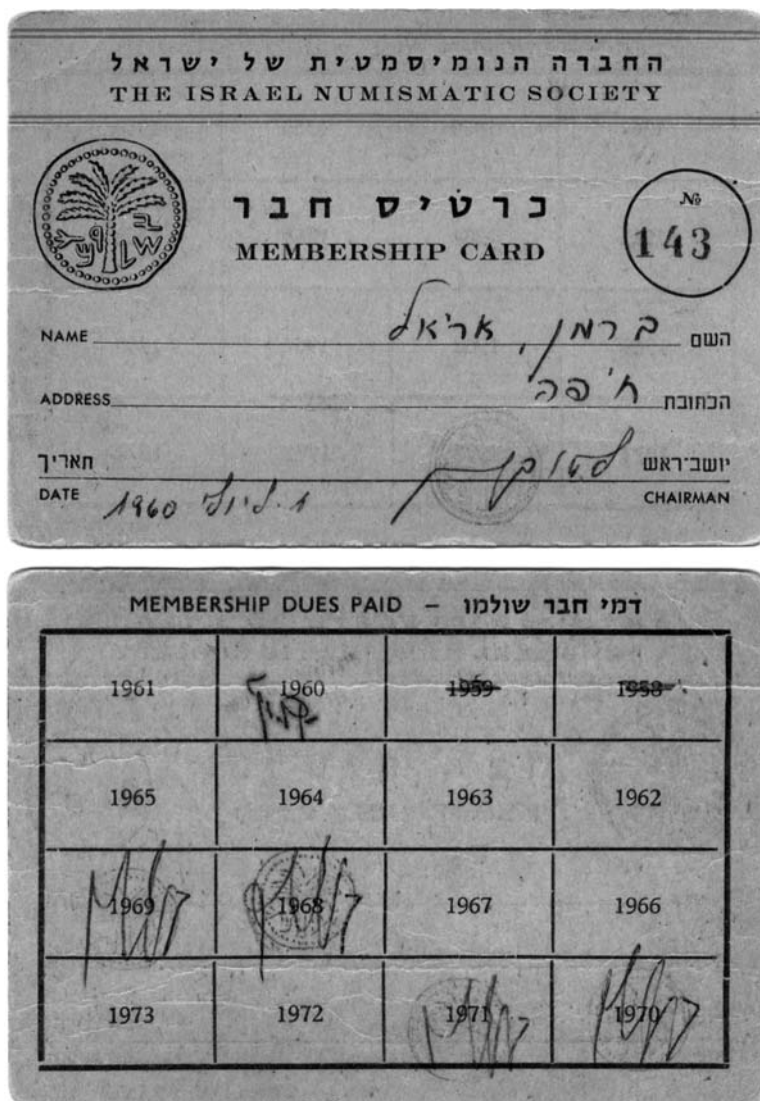 החברה הנומיסמטית של ישראל
THE ISRAEL NUMISMATIC SOCIETY
כרטיס חבר
№
143
MEMBERSHIP CARD
השם ברמן, אריאל NAME
הכתובת חיפה ADDRESS
יושב־ראש תאריך
CHAIRMAN 1 ליולי 1960 DATE
דמי חבר שולמו – MEMBERSHIP DUES PAID
1961 1960 1959 1958
1965 1964 1963 1962
1969 1968 1967 1966
1973 1972 1971 1970